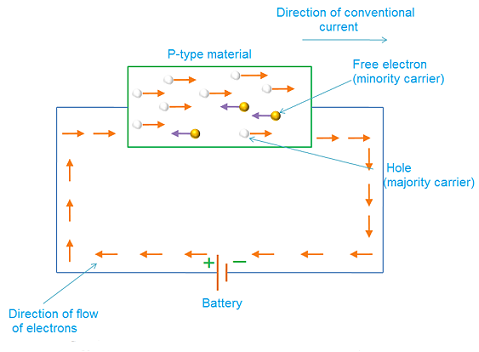 Direction of conventional
current
P-type material
Free electron
(minority carrier)
Hole
(majority carrier)
+
−
Battery
Direction of flow
of electrons